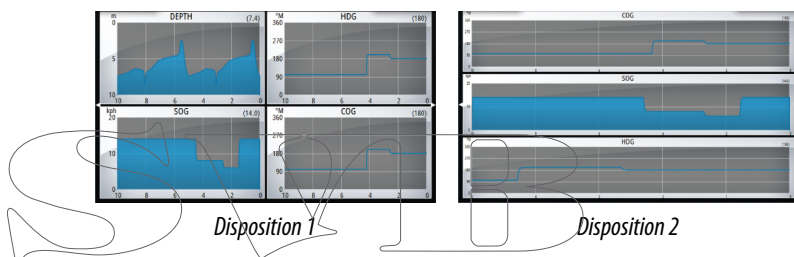 m DEPTH (7.4)
0
5
10
10 8 6 4 2 0
°M HDG (180)
360
270
180
90
0
10 8 6 4 2 0
kph SOG (14.0)
20
10
0
10 8 6 4 2 0
°M COG (180)
360
270
180
90
0
10 8 6 4 2 0
COG
SOG
HDG
Disposition 1
Disposition 2
SVB